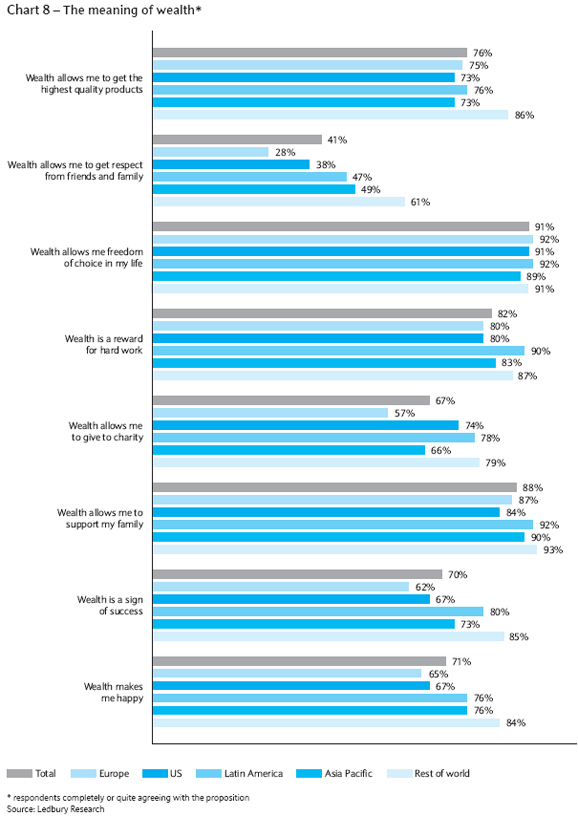 Chart 8 – The meaning of wealth*
Wealth allows me to get the
highest quality products
76%
75%
73%
76%
73%
86%
Wealth allows me to get respect
from friends and family
41%
28%
38%
47%
49%
61%
Wealth allows me freedom
of choice in my life
91%
92%
91%
92%
89%
91%
Wealth is a reward
for hard work
82%
80%
80%
90%
83%
87%
Wealth allows me
to give to charity
67%
57%
74%
78%
66%
79%
Wealth allows me to
support my family
88%
87%
84%
92%
90%
93%
Wealth is a sign
of success
70%
62%
67%
80%
73%
85%
Wealth makes
me happy
71%
65%
67%
76%
76%
84%
Total Europe US Latin America Asia Pacific Rest of world
* respondents completely or quite agreeing with the proposition
Source: Ledbury Research